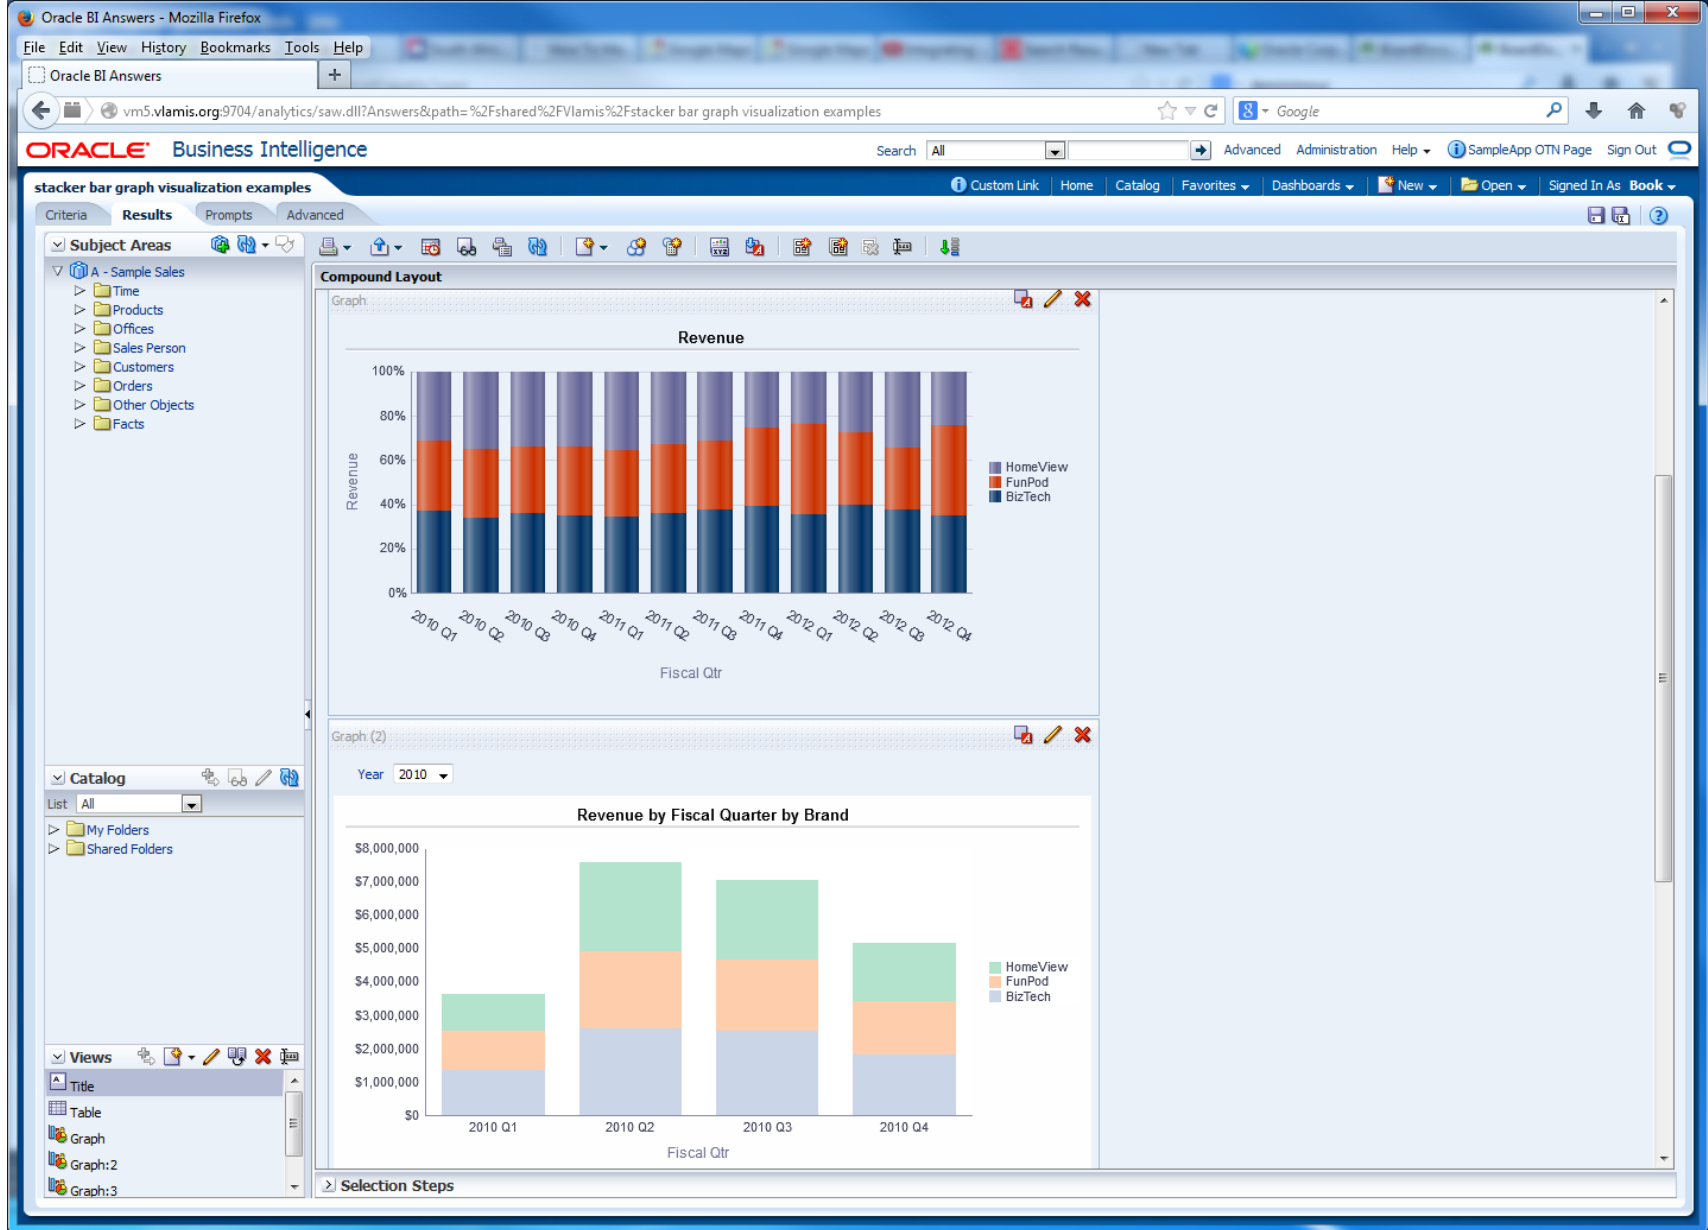 Oracle BI Answers - Mozilla Firefox
File Edit View History Bookmarks Tools Help
Oracle BI Answers +
vm5.vlamis.org:9704/analytics/saw.dll?Answers&path=%2Fshared%2FVlamis%2Fstacker bar graph visualization examples
8 Google
ORACLE Business Intelligence
Search All Advanced Administration Help SampleApp OTN Page Sign Out
stacker bar graph visualization examples
Custom Link Home Catalog Favorites Dashboards New Open Signed In As Book
Criteria Results Prompts Advanced
Subject Areas
A - Sample Sales
Time
Products
Offices
Sales Person
Customers
Orders
Other Objects
Facts
Catalog
List All
My Folders
Shared Folders
Views
Title
Table
Graph
Graph:2
Graph:3
Compound Layout
Graph
Revenue
100%
80%
60%
40%
20%
0%
Revenue
2010 Q1 2010 Q2 2010 Q3 2010 Q4 2011 Q1 2011 Q2 2011 Q3 2011 Q4 2012 Q1 2012 Q2 2012 Q3 2012 Q4
Fiscal Qtr
HomeView
FunPod
BizTech
Graph (2)
Year 2010
Revenue by Fiscal Quarter by Brand
$8,000,000
$7,000,000
$6,000,000
$5,000,000
$4,000,000
$3,000,000
$2,000,000
$1,000,000
$0
2010 Q1 2010 Q2 2010 Q3 2010 Q4
Fiscal Qtr
HomeView
FunPod
BizTech
Selection Steps